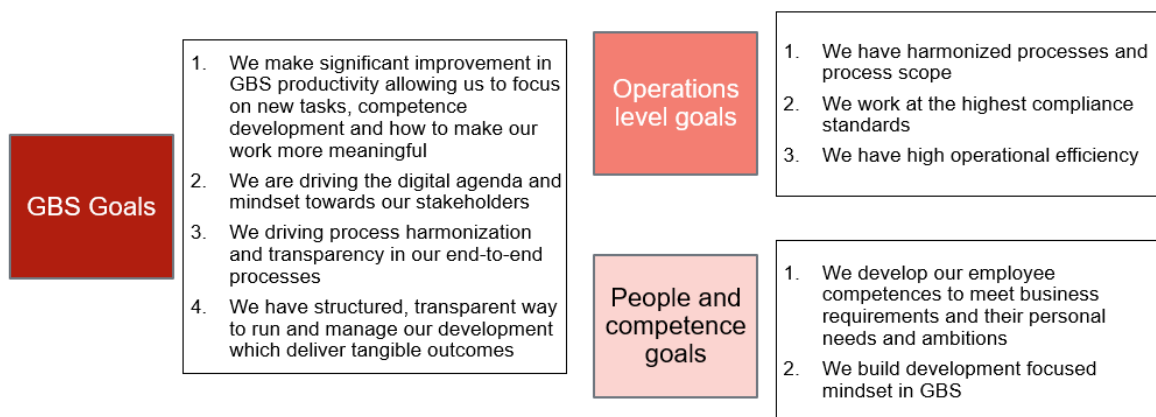 GBS Goals
1. We make significant improvement in
GBS productivity allowing us to focus
on new tasks, competence
development and how to make our
work more meaningful
2. We are driving the digital agenda and
mindset towards our stakeholders
3. We driving process harmonization
and transparency in our end-to-end
processes
4. We have structured, transparent way
to run and manage our development
which deliver tangible outcomes
Operations
level goals
1. We have harmonized processes and
process scope
2. We work at the highest compliance
standards
3. We have high operational efficiency
People and
competence
goals
1. We develop our employee
competences to meet business
requirements and their personal
needs and ambitions
2. We build development focused
mindset in GBS